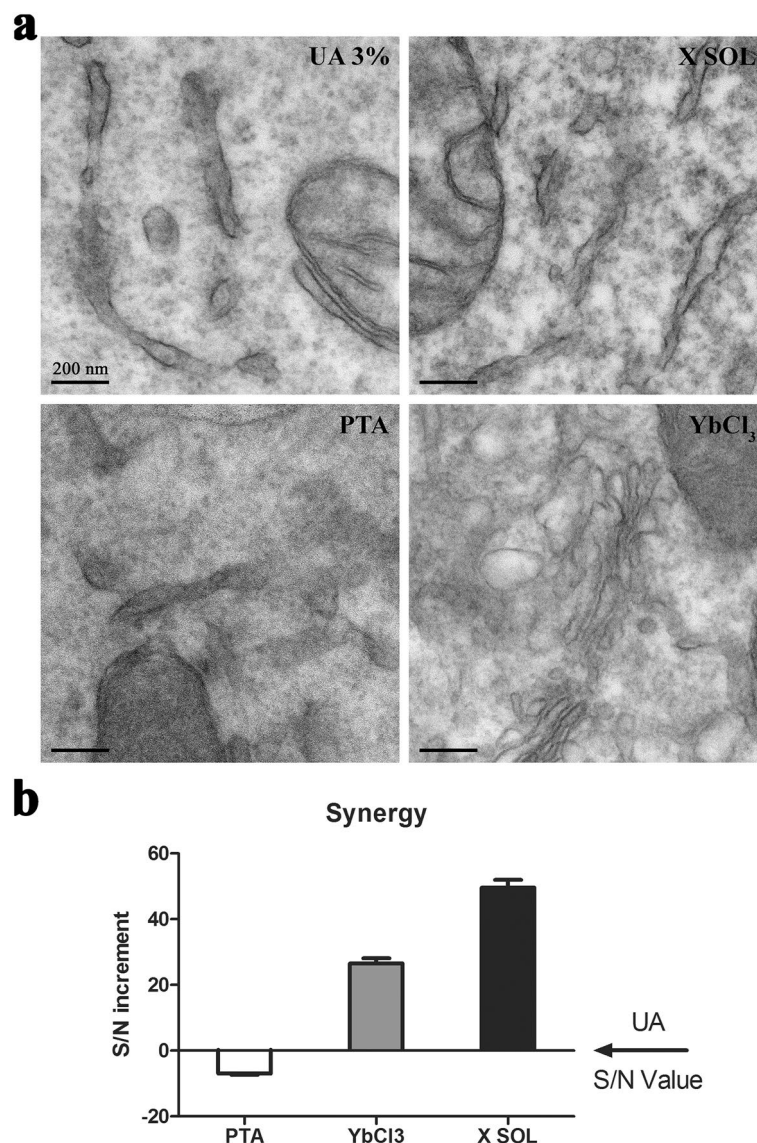 a
UA 3%
X SOL
200 nm
PTA
YbCl₃
b
Synergy
S/N increment
60
40
20
0
-20
PTA
YbCl3
X SOL
UA
S/N Value